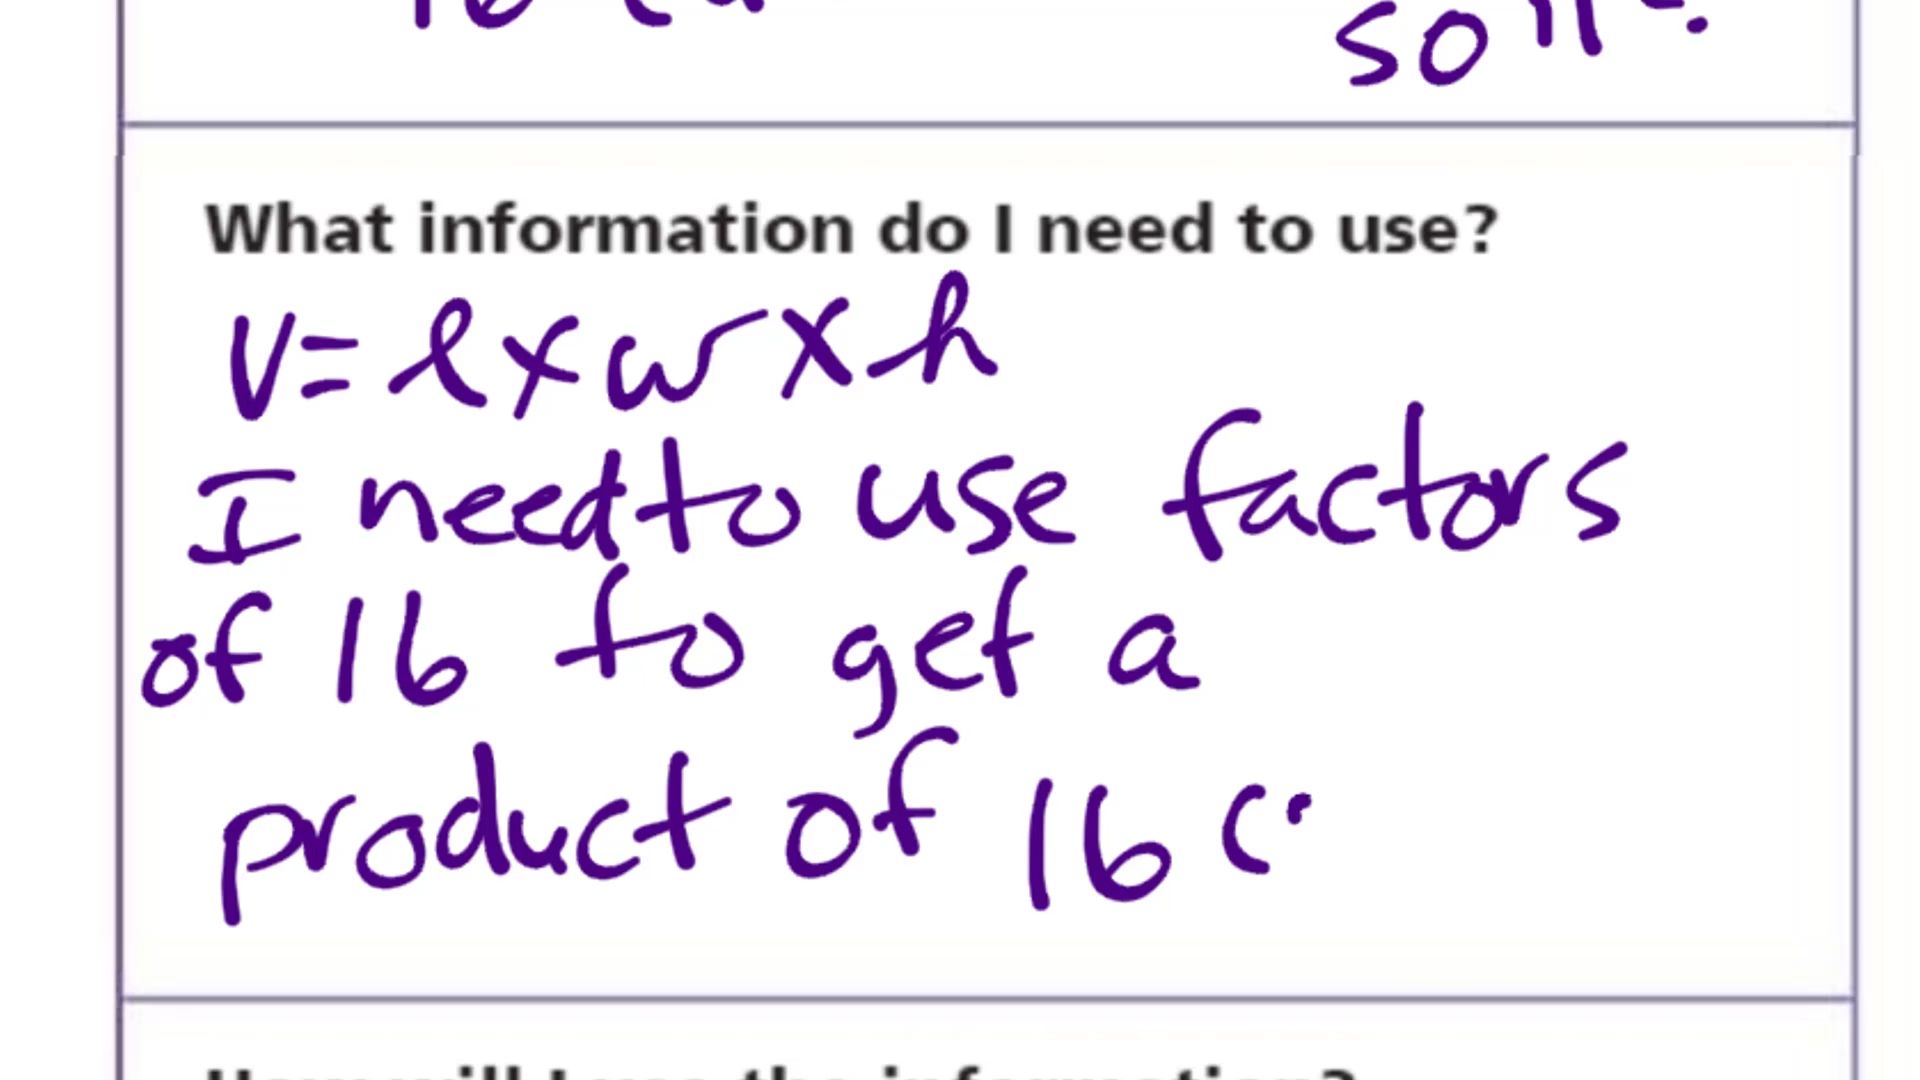 What information do I need to use?
V = l x w x h
I need to use factors
of 16 to get a
product of 16 c